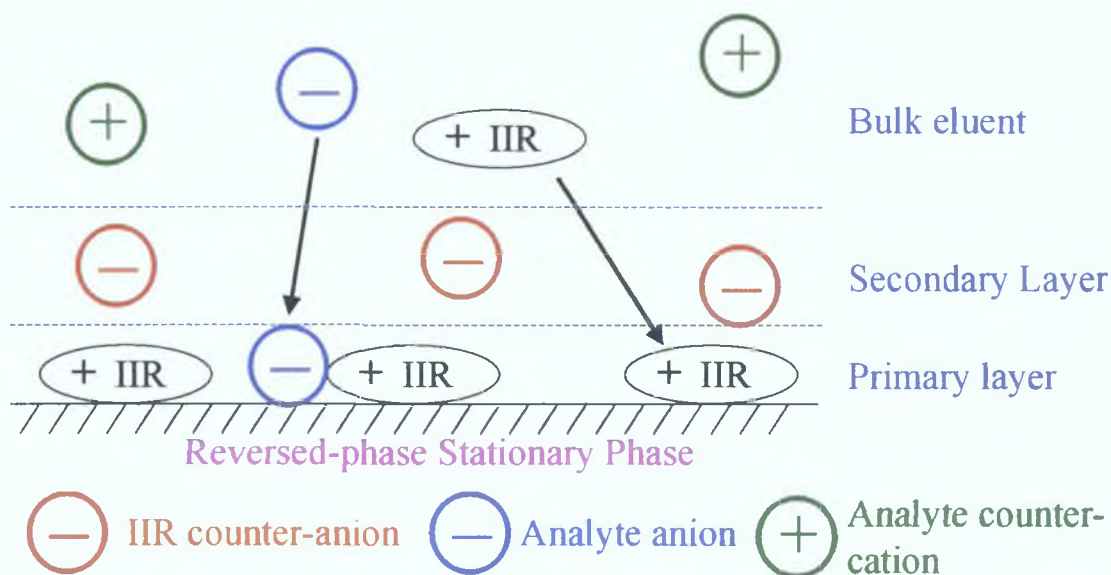 +
−
+
+ IIR
Bulk eluent
−
−
−
Secondary Layer
+ IIR
−
+ IIR
+ IIR
Primary layer
Reversed-phase Stationary Phase
− IIR counter-anion
− Analyte anion
+ Analyte counter-
cation